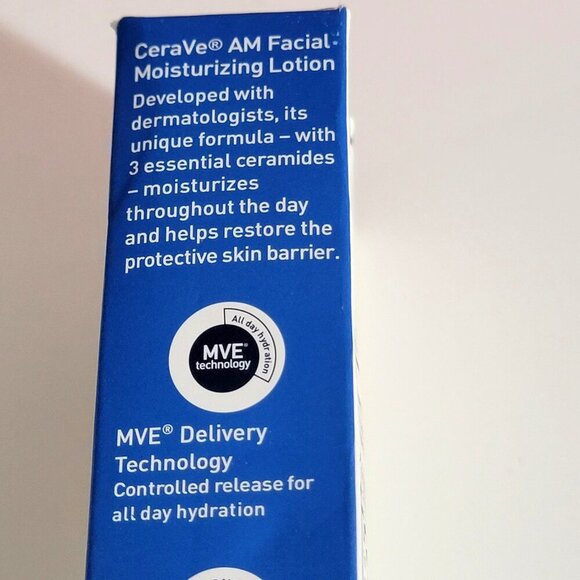 CeraVe® AM Facial
Moisturizing Lotion
Developed with
dermatologists, its
unique formula – with
3 essential ceramides
– moisturizes
throughout the day
and helps restore the
protective skin barrier.
All day hydration
MVE®
technology
MVE® Delivery
Technology
Controlled release for
all day hydration